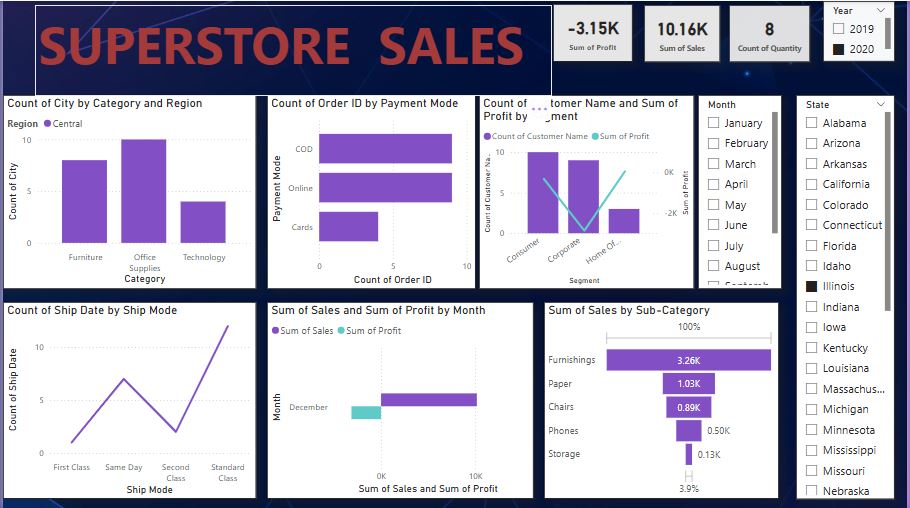 SUPERSTORE SALES
-3.15K
Sum of Profit
10.16K
Sum of Sales
8
Count of Quantity
Year
2019
2020
Count of City by Category and Region
Region Central
Count of City
10
5
0
Furniture
Office
Supplies
Technology
Category
Count of Order ID by Payment Mode
Payment Mode
COD
Online
Cards
0 5 10
Count of Order ID
Count of tomer Name and Sum of
Profit by ment
Count of Customer Name Sum of Profit
Count of Customer Na...
10
5
0
0K
-2K
Sum of Profit
Consumer
Corporate
Home Of...
Segment
Month
January
February
March
April
May
June
July
August
State
Alabama
Arizona
Arkansas
California
Colorado
Connecticut
Florida
Idaho
Illinois
Indiana
Iowa
Kentucky
Louisiana
Massachus...
Michigan
Minnesota
Mississippi
Missouri
Nebraska
Count of Ship Date by Ship Mode
Count of Ship Date
10
5
0
First Class
Same Day
Second
Class
Standard
Class
Ship Mode
Sum of Sales and Sum of Profit by Month
Sum of Sales Sum of Profit
Month
December
0K 10K
Sum of Sales and Sum of Profit
Sum of Sales by Sub-Category
100%
Furnishings 3.26K
Paper 1.03K
Chairs 0.89K
Phones 0.50K
Storage 0.13K
3.9%